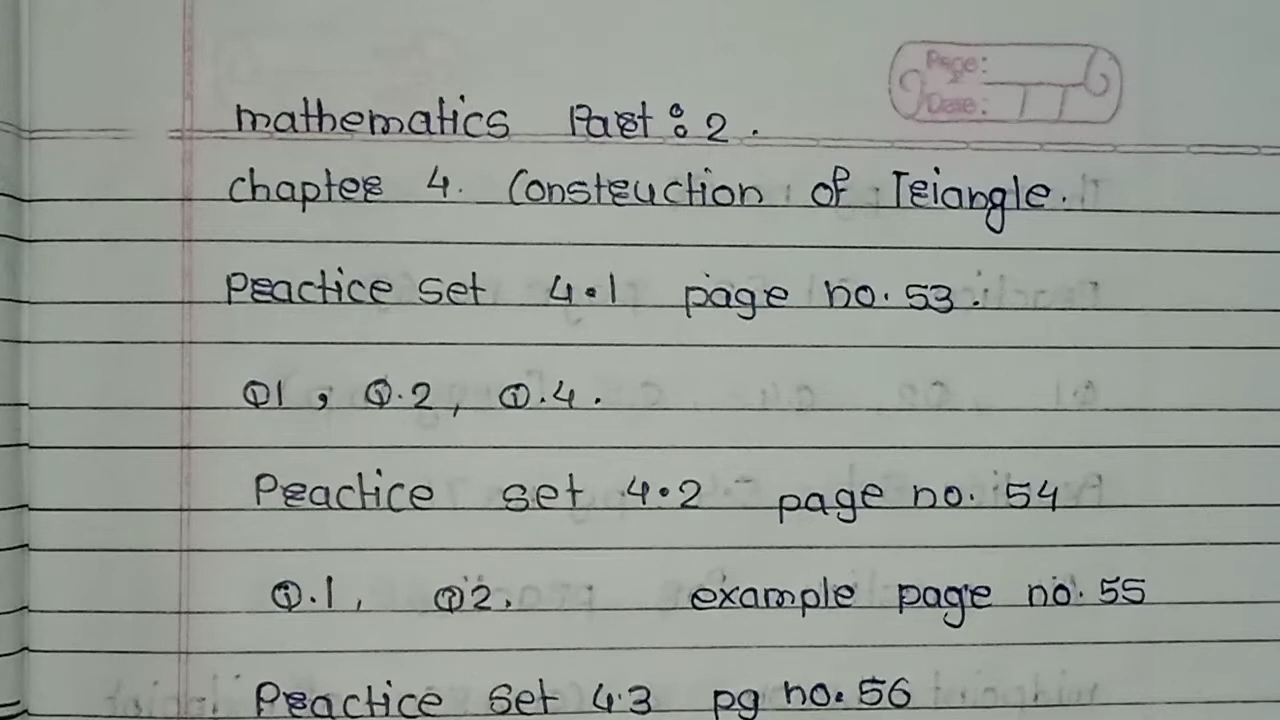 Page:
Date:
mathematics Part : 2.
chapter 4. Construction of Triangle.
Practice set 4.1 page no. 53.
Q1, Q.2, Q.4.
Practice set 4.2 page no. 54
Q.1, Q2. example page no. 55
Practice set 4.3 pg no. 56